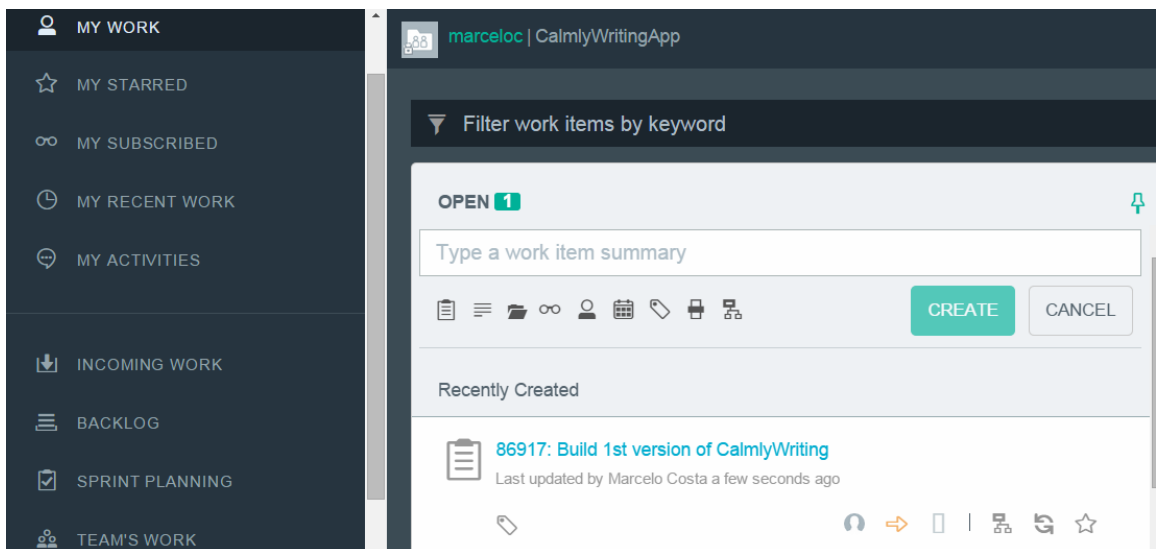 MY WORK
MY STARRED
MY SUBSCRIBED
MY RECENT WORK
MY ACTIVITIES
INCOMING WORK
BACKLOG
SPRINT PLANNING
TEAM'S WORK
marceloc | CalmlyWritingApp
Filter work items by keyword
OPEN 1
Type a work item summary
CREATE CANCEL
Recently Created
86917: Build 1st version of CalmlyWriting
Last updated by Marcelo Costa a few seconds ago